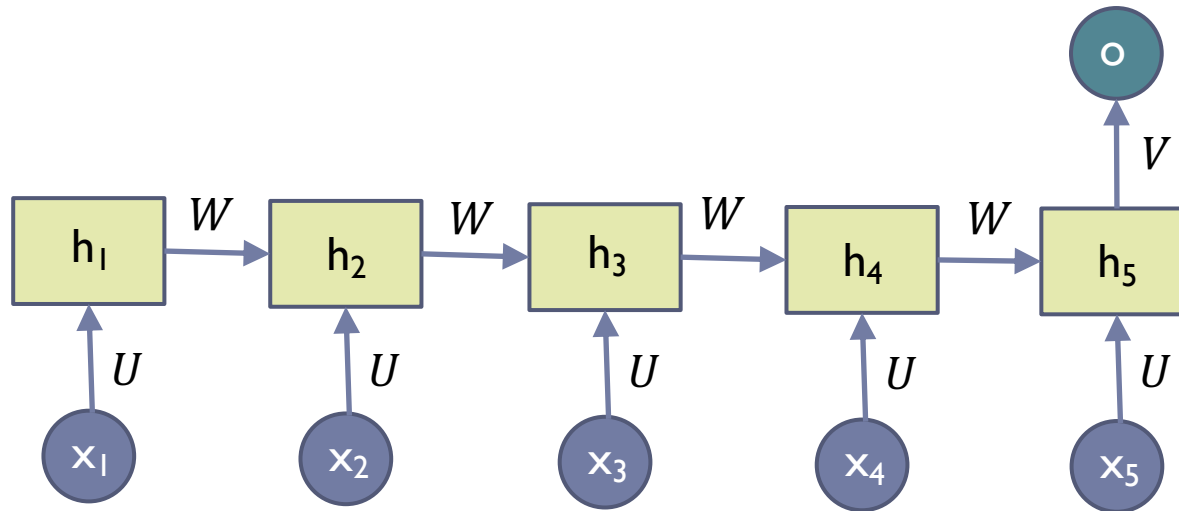 o
V
W W W W
h₁ h₂ h₃ h₄ h₅
U U U U U
x₁ x₂ x₃ x₄ x₅